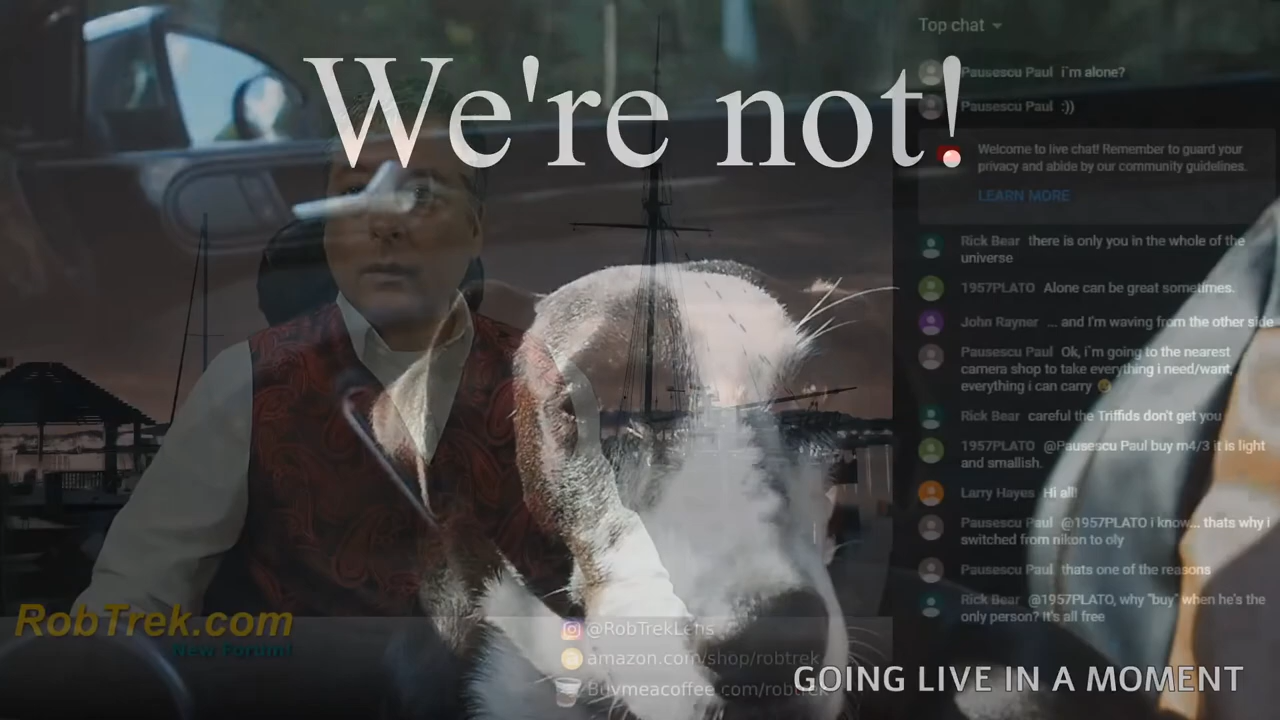 We're not!
Top chat
Pausescu Paul i'm alone?
Pausescu Paul :))
Welcome to live chat! Remember to guard your
privacy and abide by our community guidelines.
LEARN MORE
Rick Bear there is only you in the whole of the
universe
1957PLATO Alone can be great sometimes.
John Rayner ... and I'm waving from the other side
Pausescu Paul Ok, i'm going to the nearest
camera shop to take everything i need/want,
everything i can carry
Rick Bear careful the Triffids don't get you
1957PLATO @Pausescu Paul buy m4/3 it is light
and smallish.
Larry Hayes Hi all!
Pausescu Paul @1957PLATO i know... thats why i
switched from nikon to oly
Pausescu Paul thats one of the reasons
Rick Bear @1957PLATO, why "buy" when he's the
only person? It's all free
RobTrek.com
New Forum!
@RobTrekLens
amazon.com/shop/robtrek
Buymeacoffee.com/robtrek
GOING LIVE IN A MOMENT